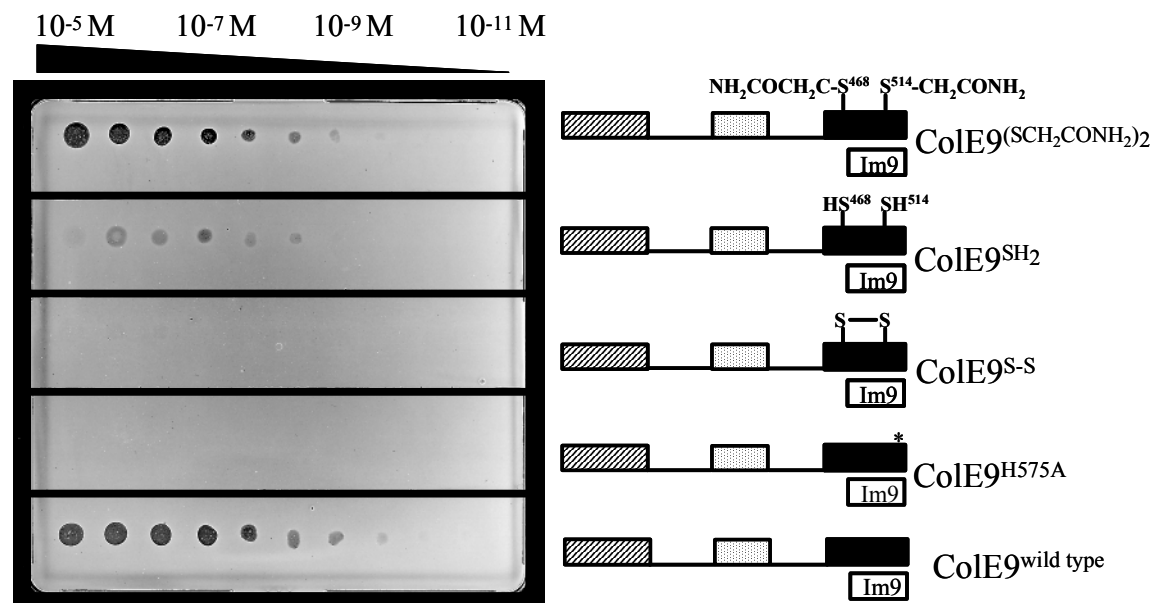 10⁻⁵ M 10⁻⁷ M 10⁻⁹ M 10⁻¹¹ M
NH₂COCH₂C-S⁴⁶⁸ S⁵¹⁴-CH₂CONH₂
ColE9(SCH₂CONH₂)₂
Im9
HS⁴⁶⁸ SH⁵¹⁴
ColE9SH₂
Im9
S S
ColE9S-S
Im9
*
ColE9H575A
Im9
ColE9wild type
Im9